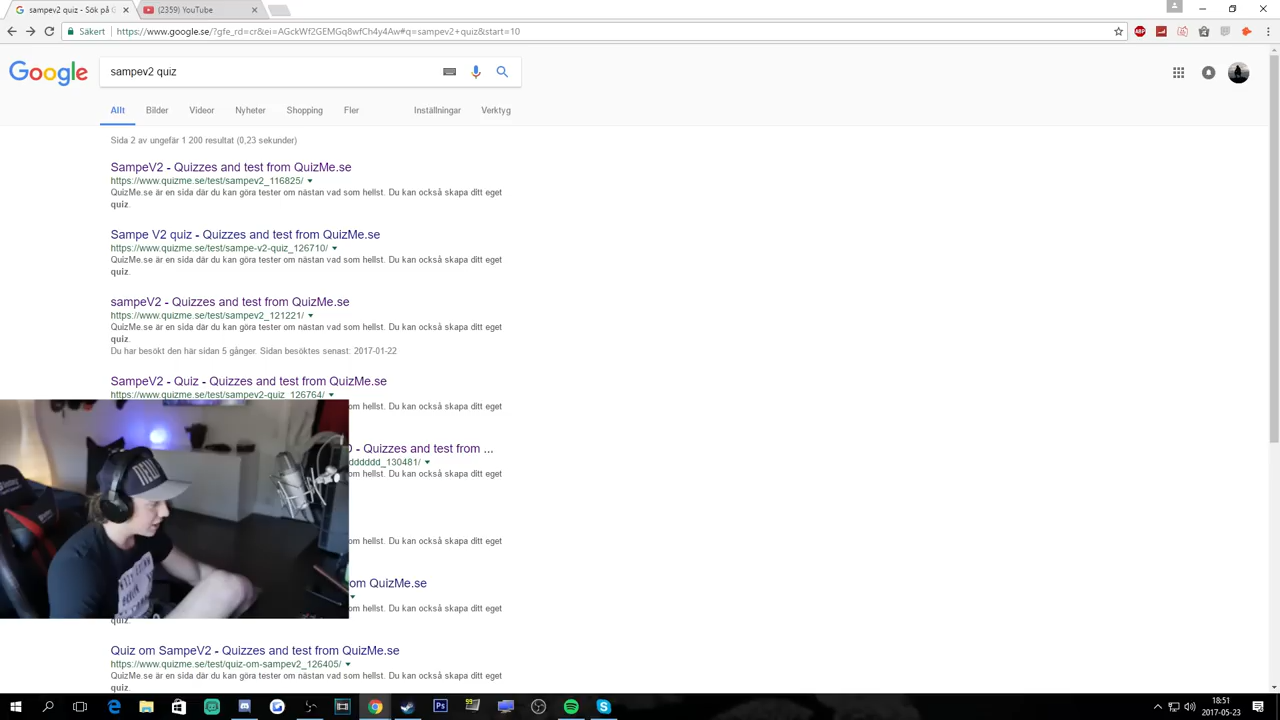 sampev2 quiz - Sök på G
(2359) YouTube
Säkert
https://www.google.se/?gfe_rd=cr&ei=AGckWf2GEMGq8wfCh4y4Aw#q=sampev2+quiz&start=10
ABP
Google
sampev2 quiz
Allt Bilder Videor Nyheter Shopping Fler Inställningar Verktyg
Sida 2 av ungefär 1 200 resultat (0,23 sekunder)
SampeV2 - Quizzes and test from QuizMe.se
https://www.quizme.se/test/sampev2_116825/
QuizMe.se är en sida där du kan göra tester om nästan vad som hellst. Du kan också skapa ditt eget
quiz.
Sampe V2 quiz - Quizzes and test from QuizMe.se
https://www.quizme.se/test/sampe-v2-quiz_126710/
QuizMe.se är en sida där du kan göra tester om nästan vad som hellst. Du kan också skapa ditt eget
quiz.
sampeV2 - Quizzes and test from QuizMe.se
https://www.quizme.se/test/sampev2_121221/
QuizMe.se är en sida där du kan göra tester om nästan vad som hellst. Du kan också skapa ditt eget
quiz.
Du har besökt den här sidan 5 gånger. Sidan besöktes senast: 2017-01-22
SampeV2 - Quiz - Quizzes and test from QuizMe.se
https://www.quizme.se/test/sampev2-quiz_126764/
om hellst. Du kan också skapa ditt eget
- Quizzes and test from ...
dddddd_130481/
om hellst. Du kan också skapa ditt eget
om hellst. Du kan också skapa ditt eget
om QuizMe.se
om hellst. Du kan också skapa ditt eget
quiz.
Quiz om SampeV2 - Quizzes and test from QuizMe.se
https://www.quizme.se/test/quiz-om-sampev2_126405/
QuizMe.se är en sida där du kan göra tester om nästan vad som hellst. Du kan också skapa ditt eget
quiz.
Ps
18:51
2017-05-23